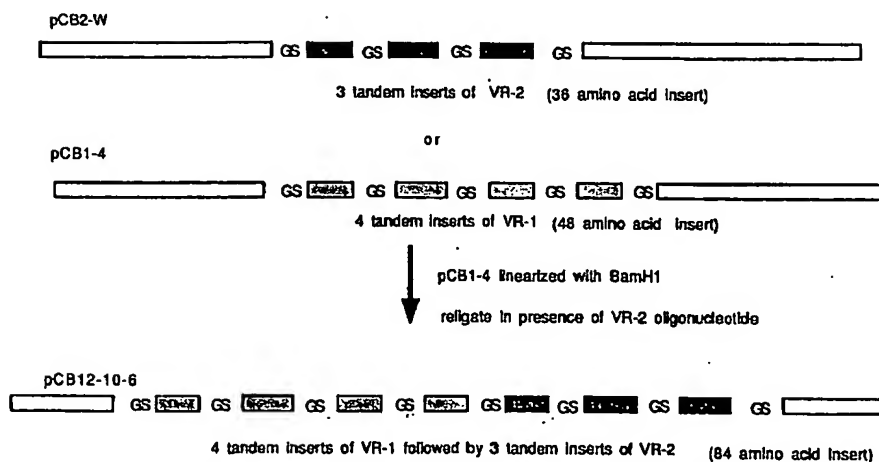 pCB2-W
GS GS GS GS
3 tandem inserts of VR-2 (36 amino acid insert)
or
pCB1-4
GS GS GS GS GS
4 tandem inserts of VR-1 (48 amino acid insert)
pCB1-4 linearized with BamH1
religate in presence of VR-2 oligonucleotide
pCB12-10-6
GS GS GS GS GS GS GS GS
4 tandem inserts of VR-1 followed by 3 tandem inserts of VR-2 (84 amino acid insert)